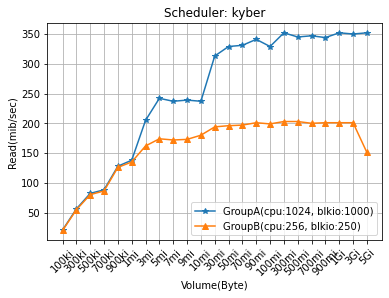 Scheduler: kyber
350
300
250
200
150
100
50
Read(mib/sec)
GroupA(cpu:1024, blkio:1000)
GroupB(cpu:256, blkio:250)
100ki 300ki 500ki 700ki 900ki 1mi 3mi 5mi 7mi 9mi 10mi 30mi 50mi 70mi 90mi 100mi 300mi 500mi 700mi 900mi 1Gi 3Gi 5Gi
Volume(Byte)